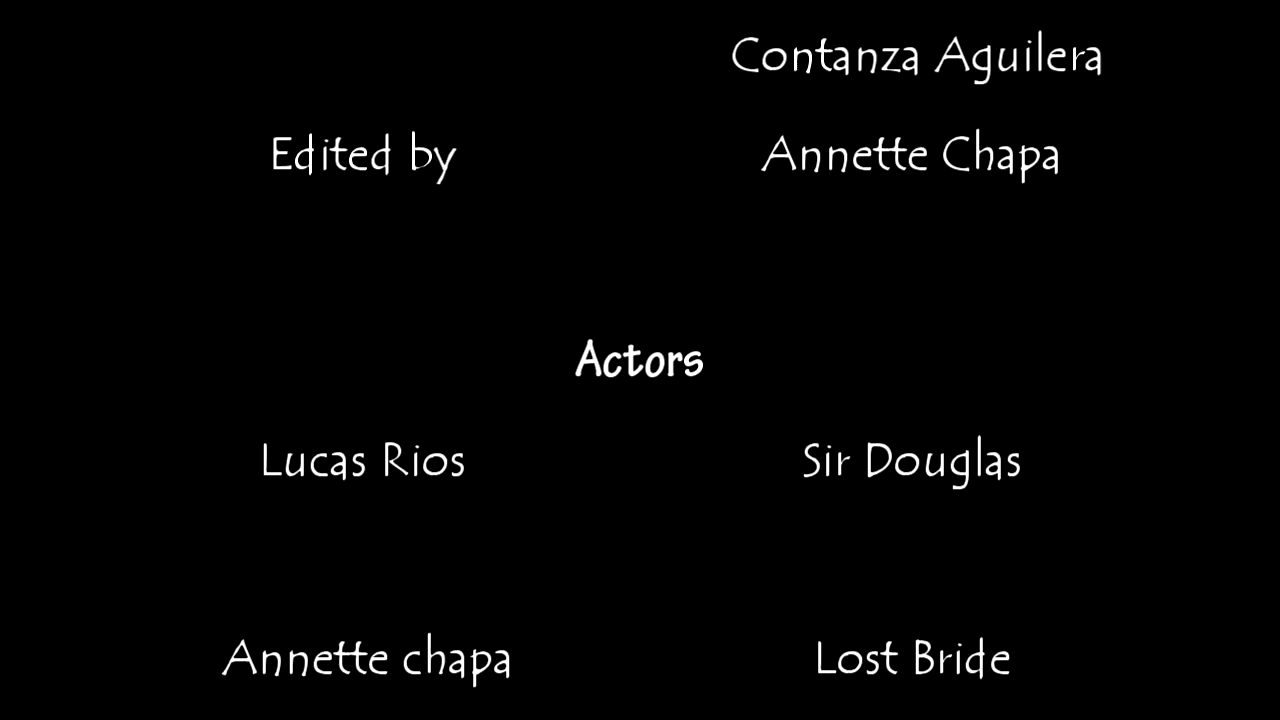 Contanza Aguilera
Edited by Annette Chapa
Actors
Lucas Rios Sir Douglas
Annette chapa Lost Bride